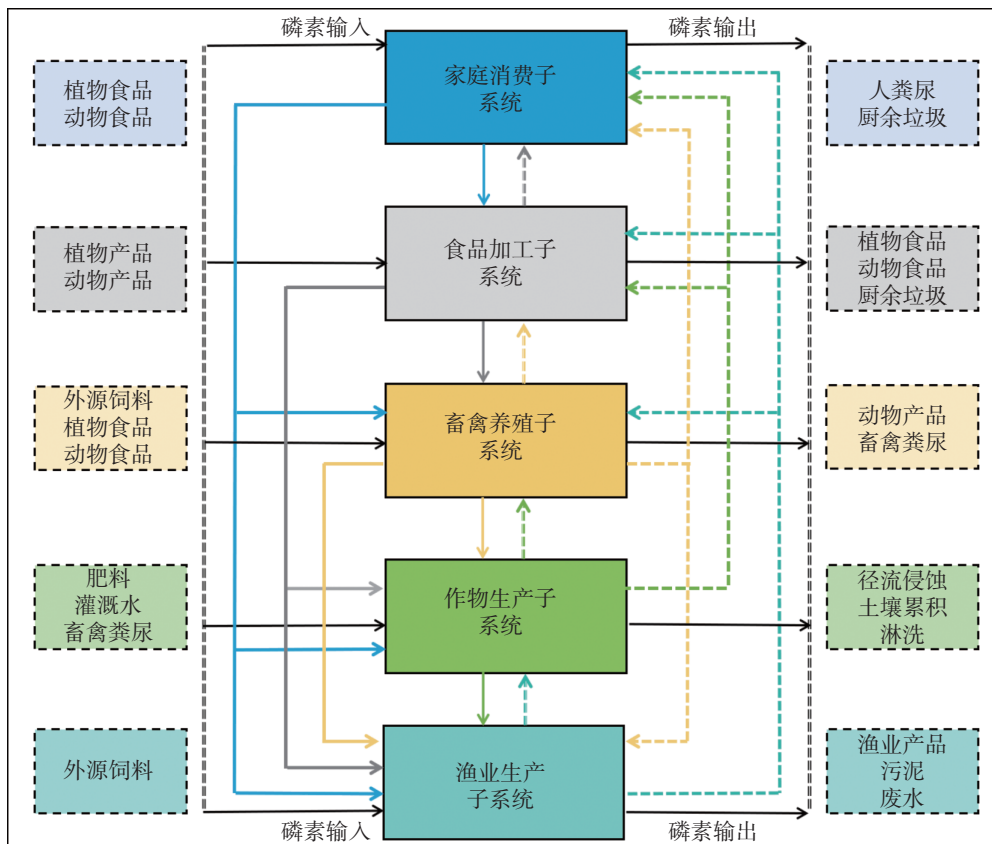 磷素输入
磷素输出
植物食品
动物食品
家庭消费子
系统
人粪尿
厨余垃圾
植物产品
动物产品
食品加工子
系统
植物食品
动物食品
厨余垃圾
外源饲料
植物食品
动物食品
畜禽养殖子
系统
动物产品
畜禽粪尿
肥料
灌溉水
畜禽粪尿
作物生产子
系统
径流侵蚀
土壤累积
淋洗
外源饲料
渔业生产
子系统
渔业产品
污泥
废水
磷素输入
磷素输出